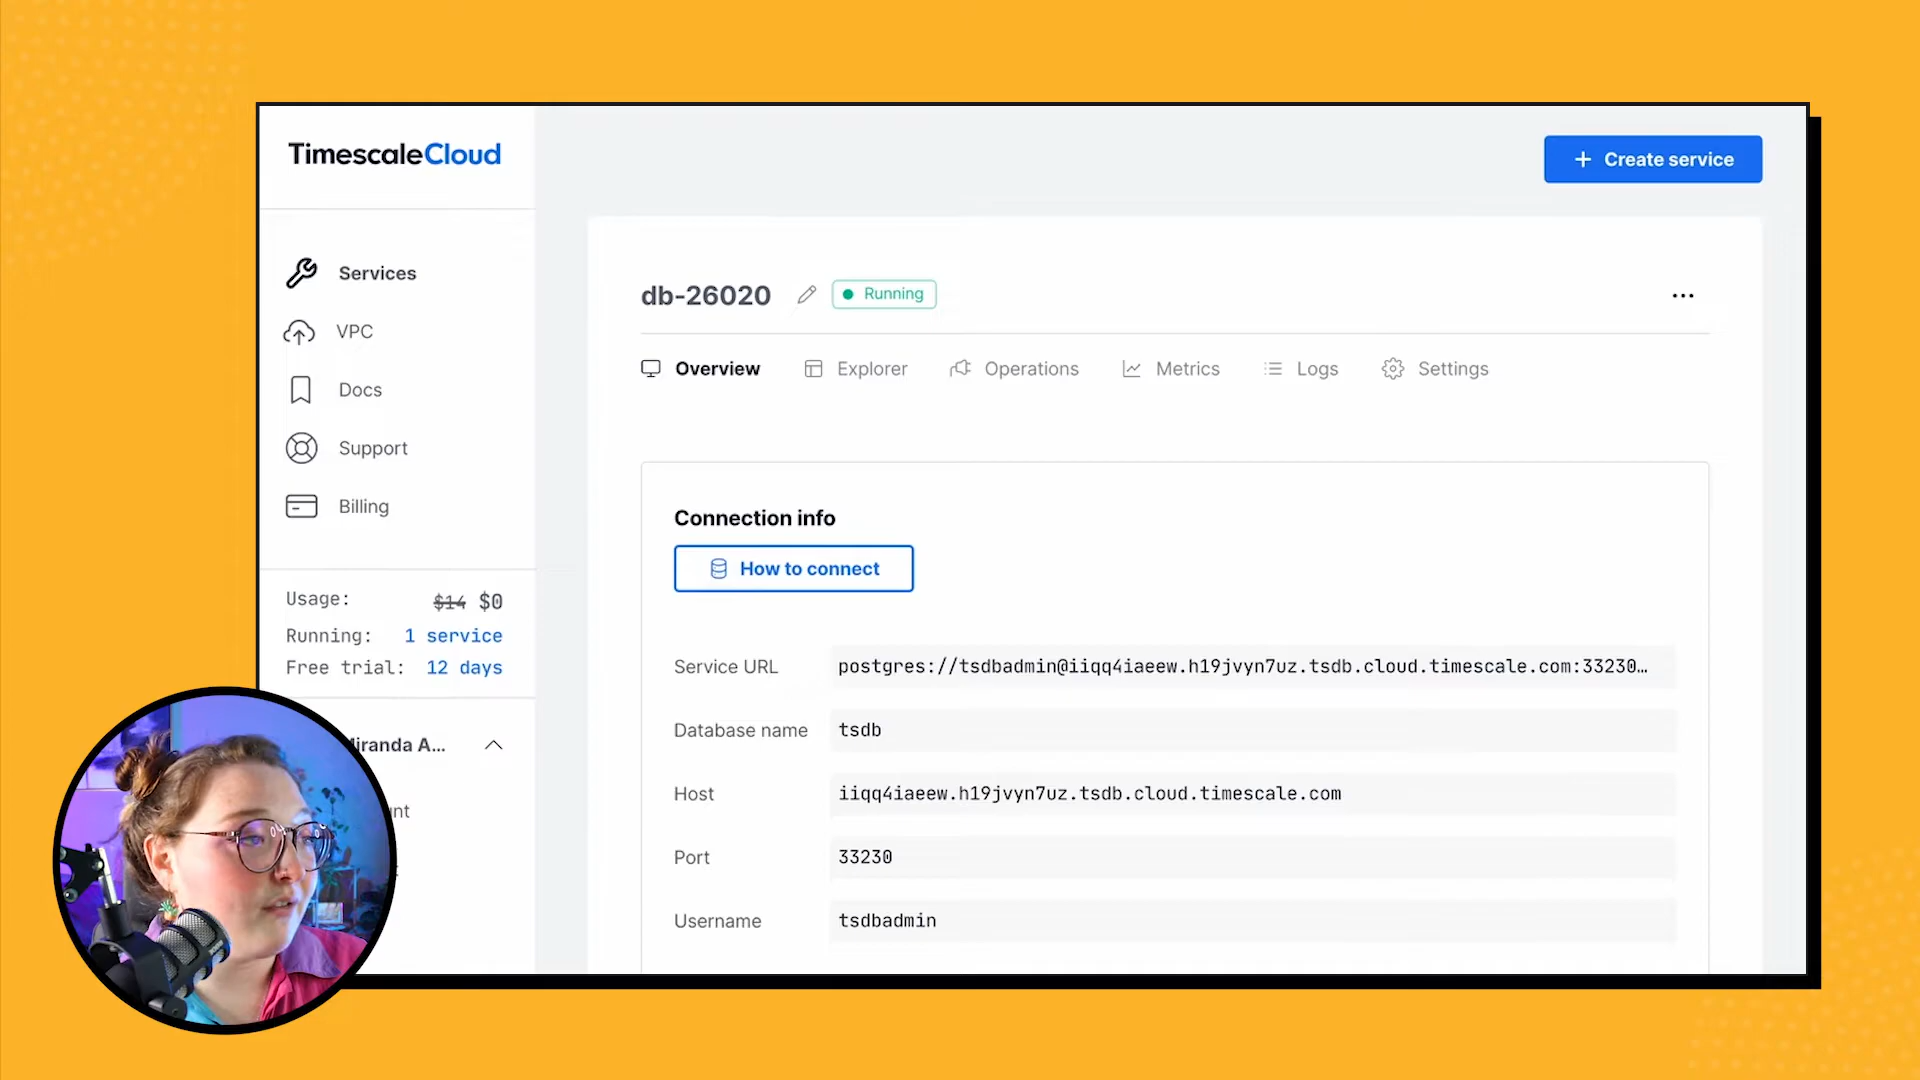 TimescaleCloud
+ Create service
Services
VPC
Docs
Support
Billing
Usage: $14 $0
Running: 1 service
Free trial: 12 days
iranda A...
nt
db-26020
Running
...
Overview
Explorer
Operations
Metrics
Logs
Settings
Connection info
How to connect
Service URL postgres://tsdbadmin@iiqq4iaeew.h19jvyn7uz.tsdb.cloud.timescale.com:33230…
Database name tsdb
Host iiqq4iaeew.h19jvyn7uz.tsdb.cloud.timescale.com
Port 33230
Username tsdbadmin